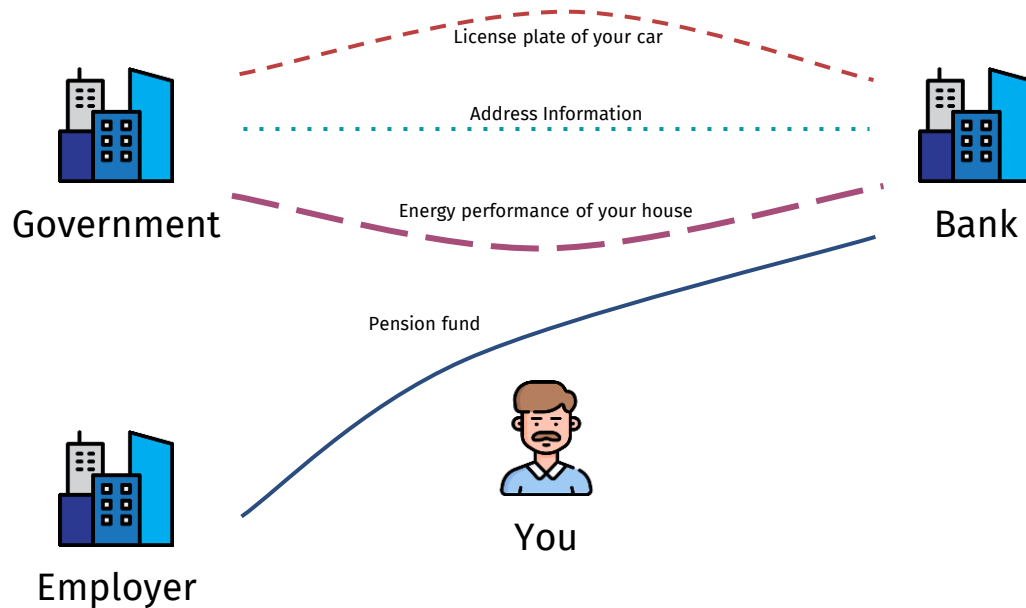 License plate of your car
Address Information
Government
Energy performance of your house
Bank
Pension fund
You
Employer